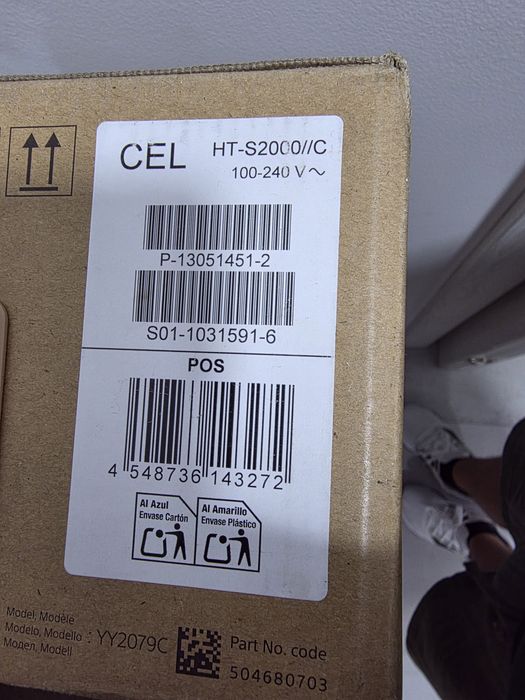 CEL HT-S2000//C
100-240 V ~
P-13051451-2
S01-1031591-6
POS
4 548736 143272
Al Azul
Envase Cartón
Al Amarillo
Envase Plástico
Model, Modèle
Modelo, Modello : YY2079C
Модел, Modell
Part No. code
504680703